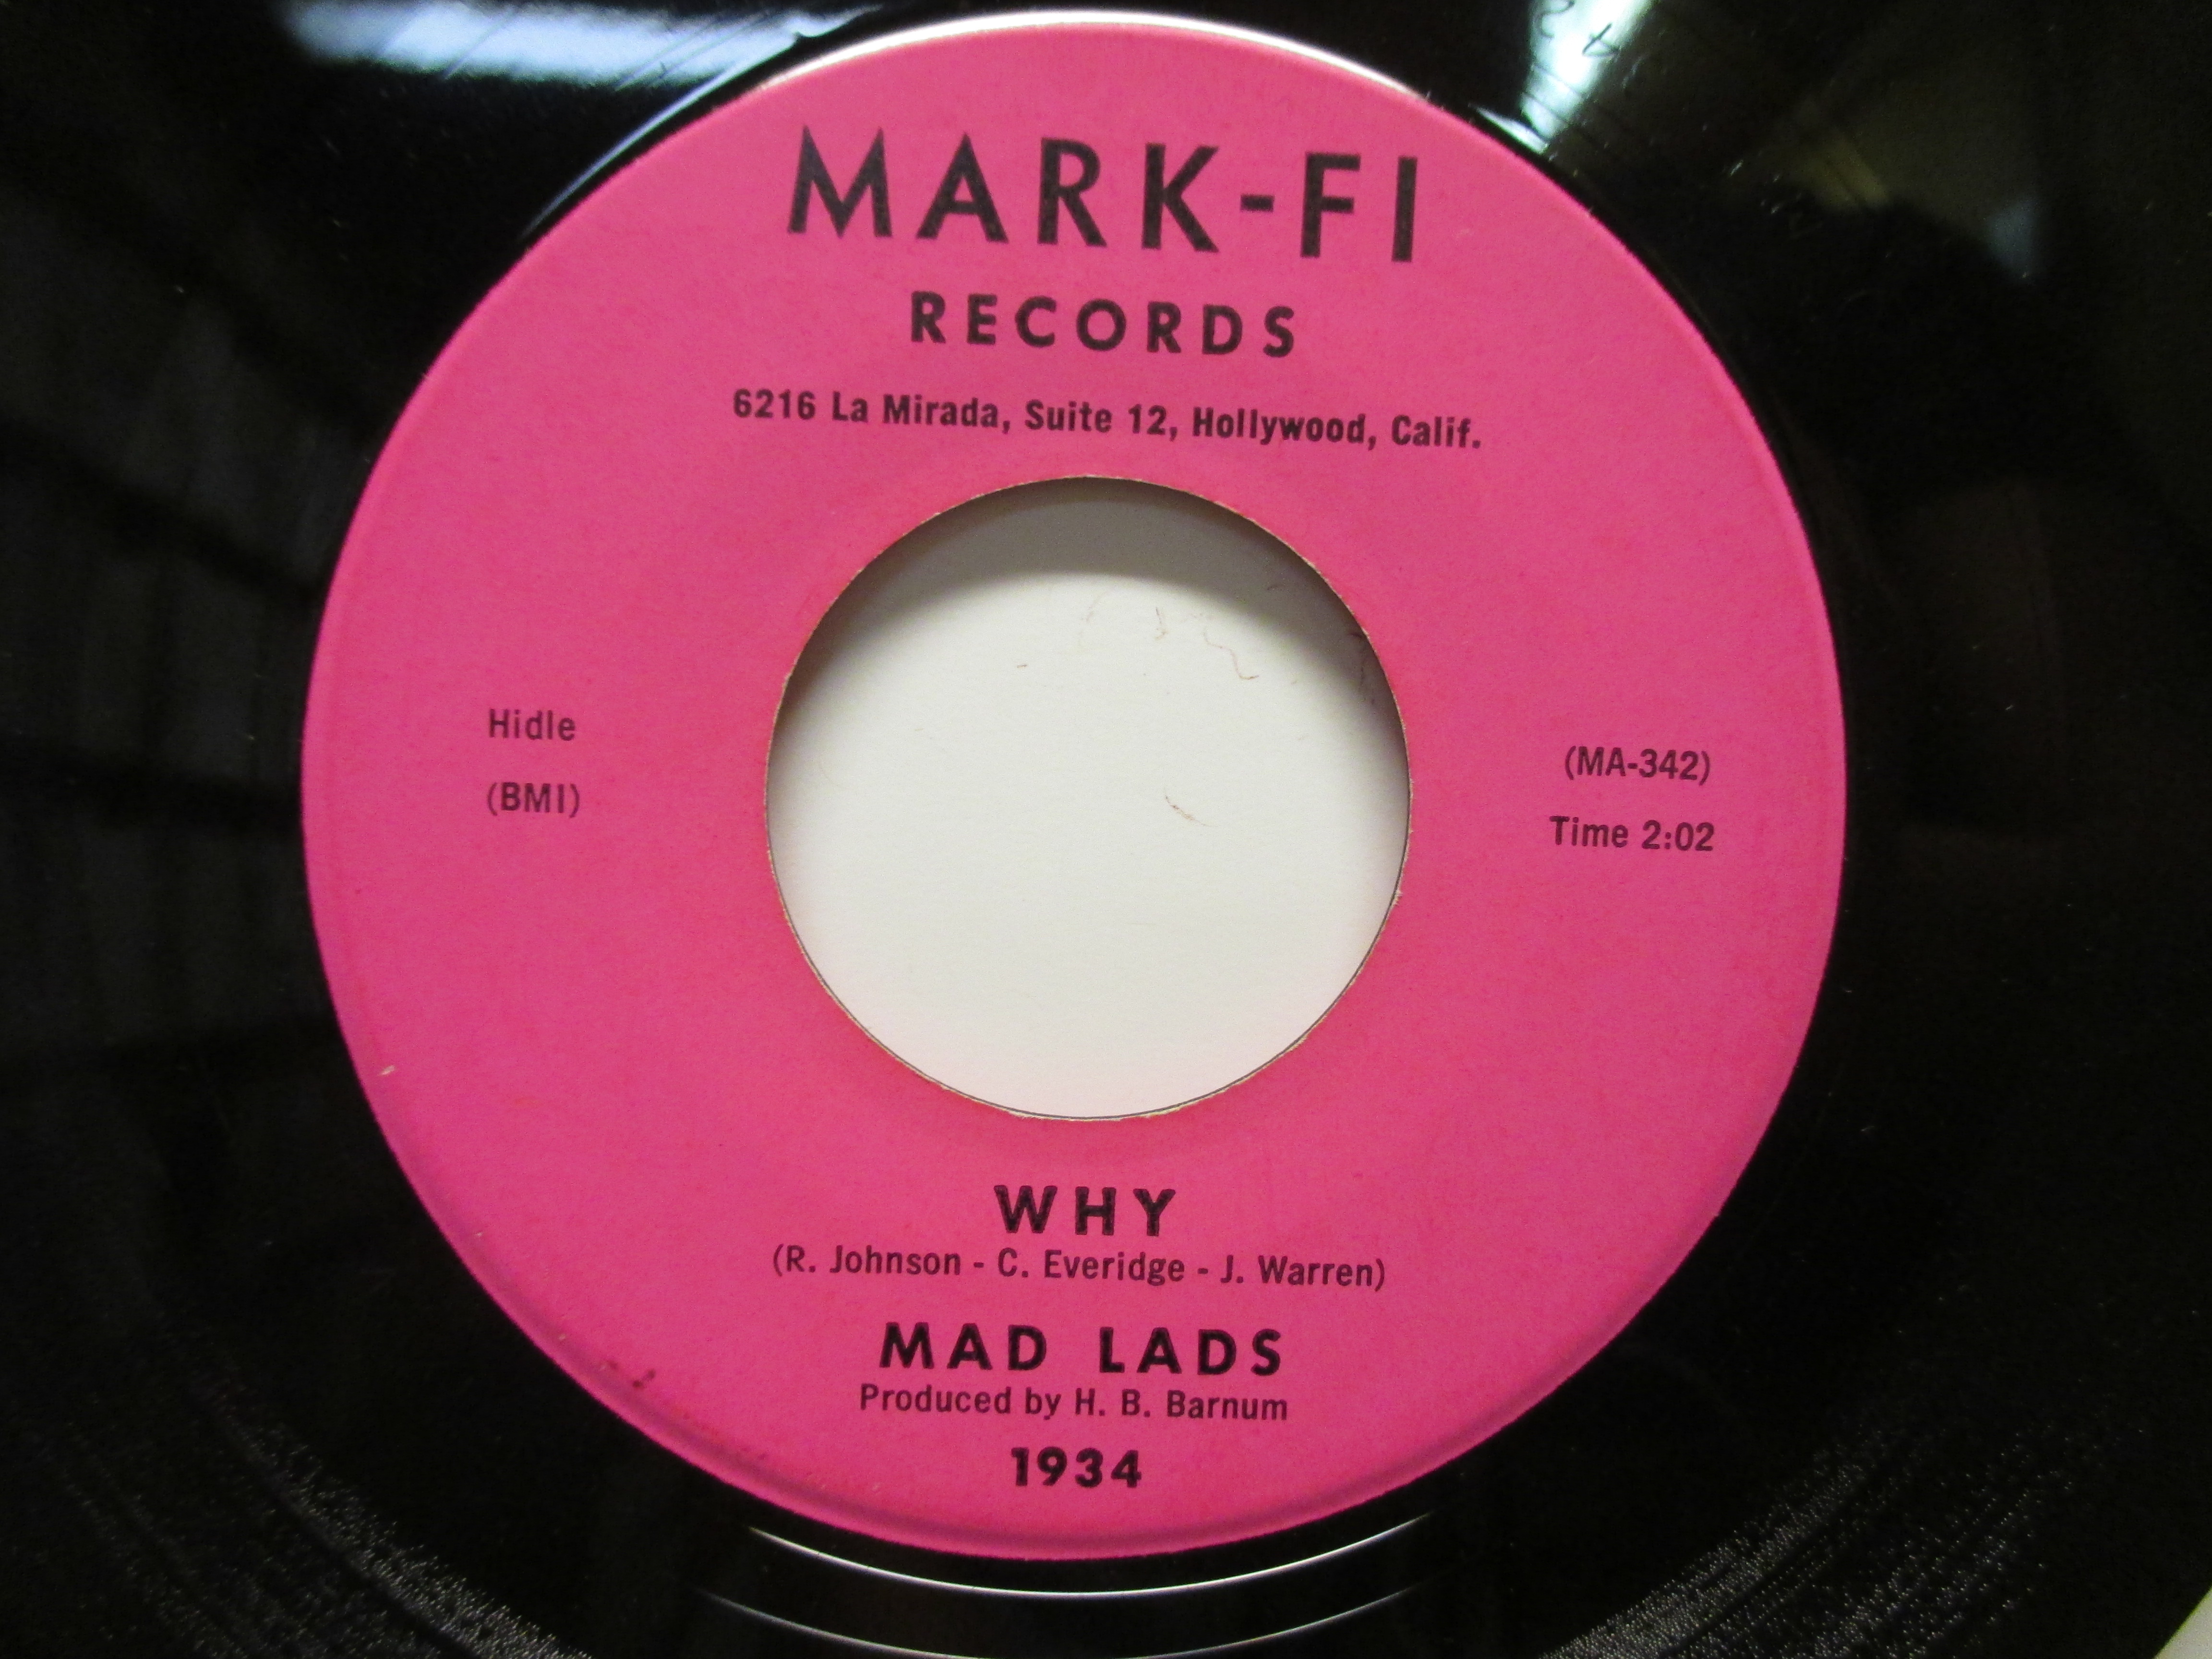 MARK-FI
RECORDS
6216 La Mirada, Suite 12, Hollywood, Calif.
Hidle
(BMI)
(MA-342)
Time 2:02
WHY
(R. Johnson - C. Everidge - J. Warren)
MAD LADS
Produced by H. B. Barnum
1934